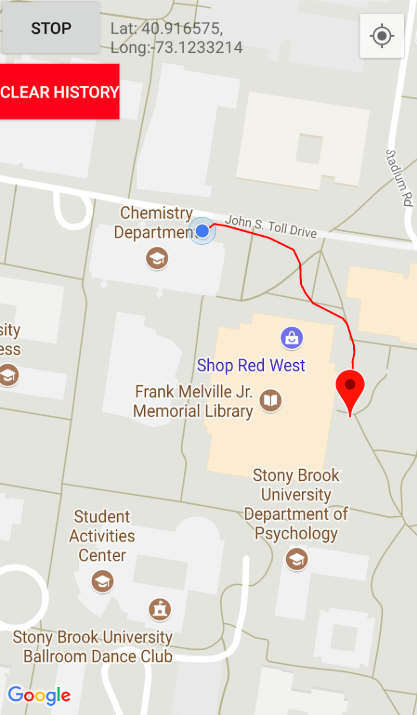 STOP
Lat: 40.916575,
Long:-73.1233214
CLEAR HISTORY
Stadium Rd
Chemistry
Department
John S. Toll Drive
sity
ess
Shop Red West
Frank Melville Jr.
Memorial Library
Stony Brook
University
Department of
Psychology
Student
Activities
Center
Stony Brook University
Ballroom Dance Club
Google